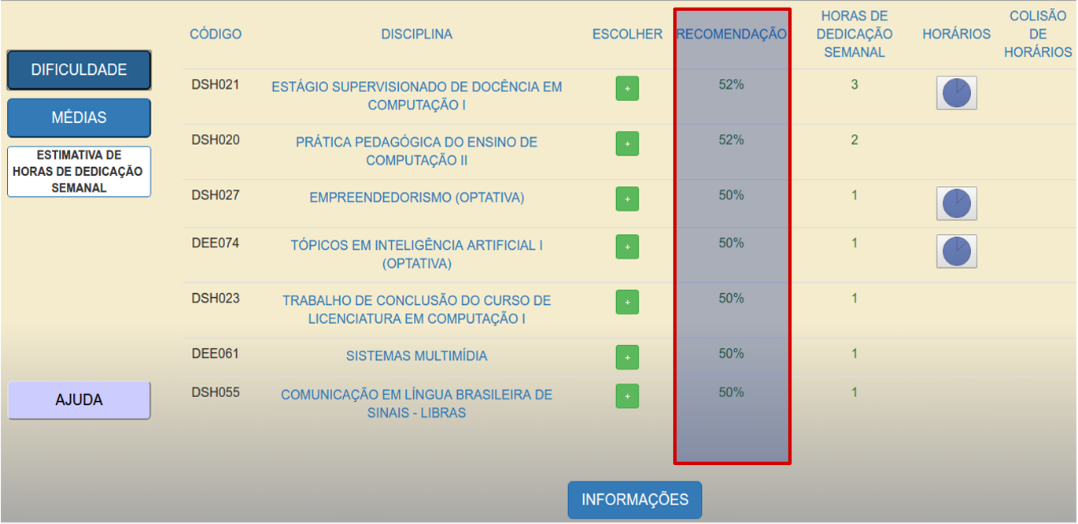 CÓDIGO
DISCIPLINA
ESCOLHER
RECOMENDAÇÃO
HORAS DE
DEDICAÇÃO
SEMANAL
HORÁRIOS
COLISÃO
DE
HORÁRIOS
DIFICULDADE
MÉDIAS
ESTIMATIVA DE
HORAS DE DEDICAÇÃO
SEMANAL
AJUDA
DSH021
ESTÁGIO SUPERVISIONADO DE DOCÊNCIA EM
COMPUTAÇÃO I
+
52%
3
DSH020
PRÁTICA PEDAGÓGICA DO ENSINO DE
COMPUTAÇÃO II
+
52%
2
DSH027
EMPREENDEDORISMO (OPTATIVA)
+
50%
1
DEE074
TÓPICOS EM INTELIGÊNCIA ARTIFICIAL I
(OPTATIVA)
+
50%
1
DSH023
TRABALHO DE CONCLUSÃO DO CURSO DE
LICENCIATURA EM COMPUTAÇÃO I
+
50%
1
DEE061
SISTEMAS MULTIMÍDIA
+
50%
1
DSH055
COMUNICAÇÃO EM LÍNGUA BRASILEIRA DE
SINAIS - LIBRAS
+
50%
1
INFORMAÇÕES